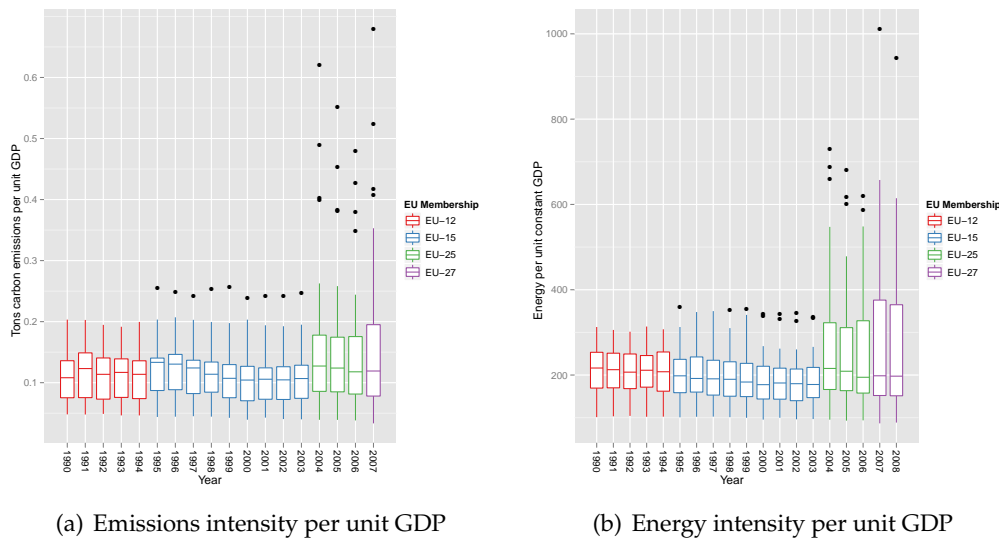 Tons carbon emissions per unit GDP
0.6
0.5
0.4
0.3
0.2
0.1
1990 1991 1992 1993 1994 1995 1996 1997 1998 1999 2000 2001 2002 2003 2004 2005 2006 2007
Year
EU Membership
EU−12
EU−15
EU−25
EU−27
(a) Emissions intensity per unit GDP
Energy per unit constant GDP
1000
800
600
400
200
1990 1991 1992 1993 1994 1995 1996 1997 1998 1999 2000 2001 2002 2003 2004 2005 2006 2007 2008
Year
EU Membership
EU−12
EU−15
EU−25
EU−27
(b) Energy intensity per unit GDP